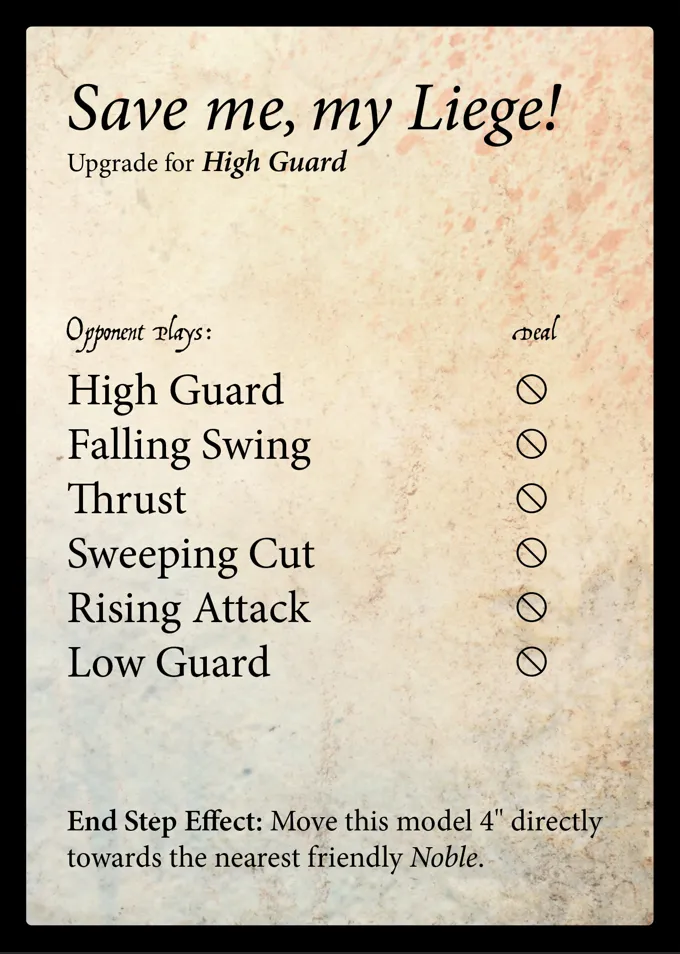 Save me, my Liege!
Upgrade for High Guard
Opponent plays: Deal
High Guard
Falling Swing
Thrust
Sweeping Cut
Rising Attack
Low Guard
End Step Effect: Move this model 4" directly
towards the nearest friendly Noble.